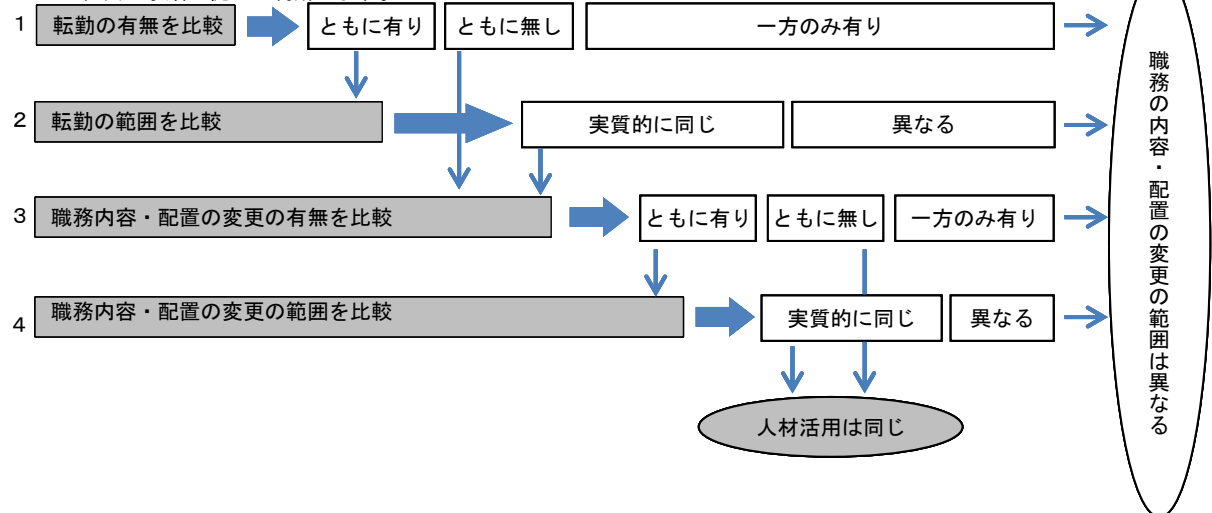 1 転勤の有無を比較 ともに有り ともに無し 一方のみ有り
2 転勤の範囲を比較 実質的に同じ 異なる
3 職務内容・配置の変更の有無を比較 ともに有り ともに無し 一方のみ有り
4 職務内容・配置の変更の範囲を比較 実質的に同じ 異なる
人材活用は同じ
職務の内容・配置の変更の範囲は異なる